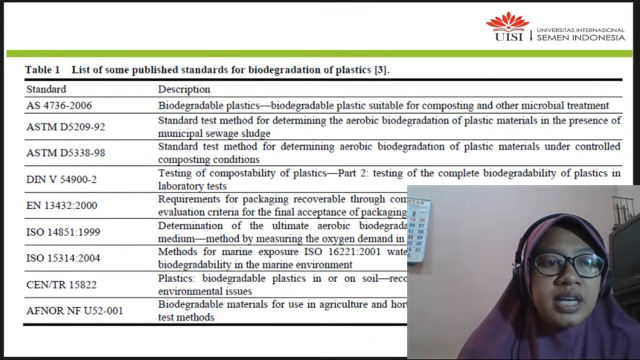 UISI
UNIVERSITAS INTERNASIONAL
SEMEN INDONESIA
Table 1 List of some published standards for biodegradation of plastics [3].
Standard Description
AS 4736-2006 Biodegradable plastics—biodegradable plastic suitable for composting and other microbial treatment
ASTM D5209-92 Standard test method for determining the aerobic biodegradation of plastic materials in the presence of
municipal sewage sludge
ASTM D5338-98 Standard test method for determining aerobic biodegradation of plastic materials under controlled
composting conditions
DIN V 54900-2 Testing of compostability of plastics—Part 2: testing of the complete biodegradability of plastics in
laboratory tests
EN 13432:2000 Requirements for packaging recoverable through
evaluation criteria for the final acceptance of packaging
ISO 14851:1999 Determination of the ultimate aerobic
medium—method by measuring the oxygen demand in
ISO 15314:2004 Methods for marine exposure ISO 16221:2001
biodegradability in the marine environment
CEN/TR 15822 Plastics: biodegradable plastics in or on soil—
environmental issues
AFNOR NF U52-001 Biodegradable materials for use in agriculture and
test methods